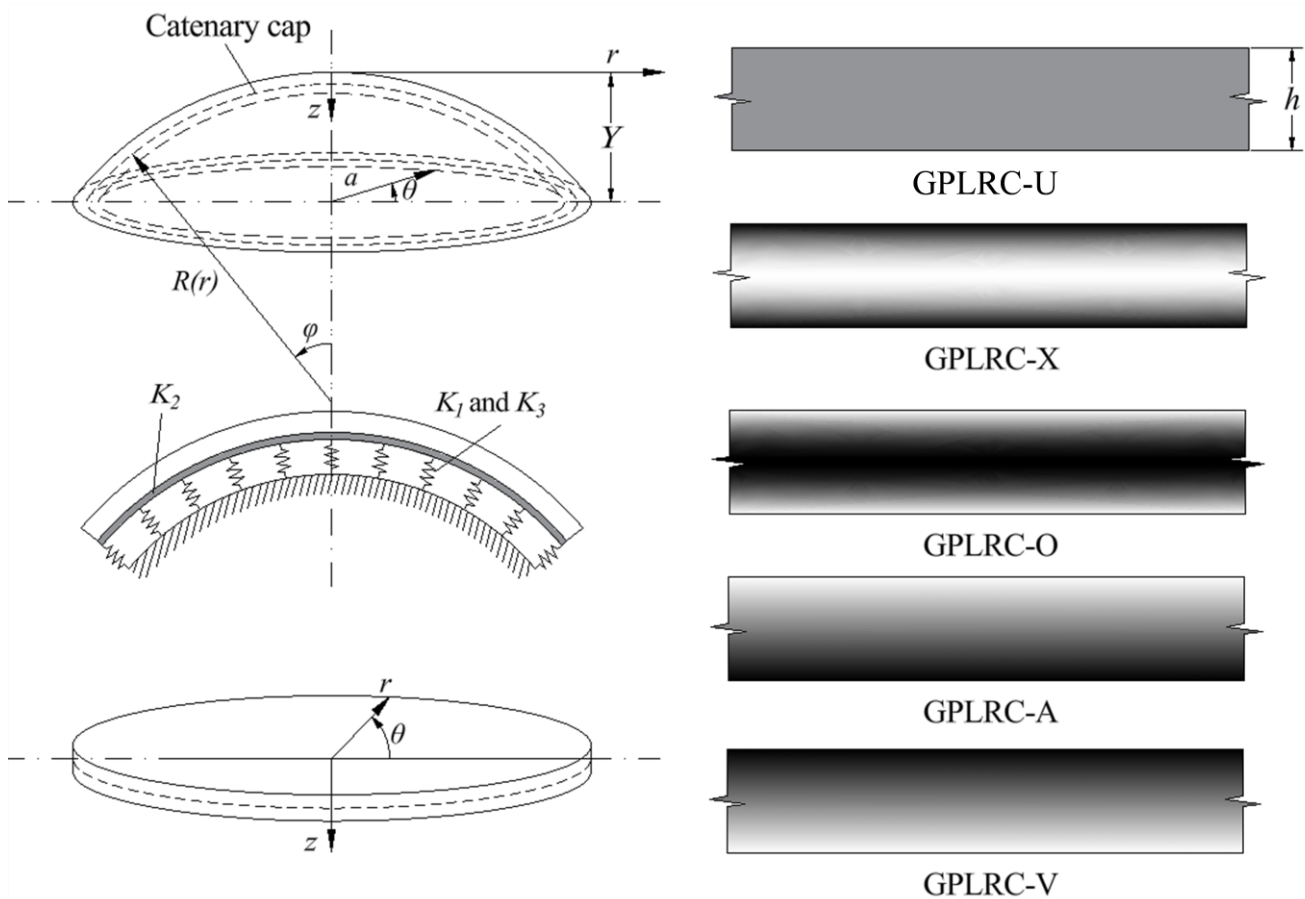 Catenary cap
r
z
Y
a
θ
R(r)
φ
K2
K1 and K3
r
θ
z
h
GPLRC-U
GPLRC-X
GPLRC-O
GPLRC-A
GPLRC-V